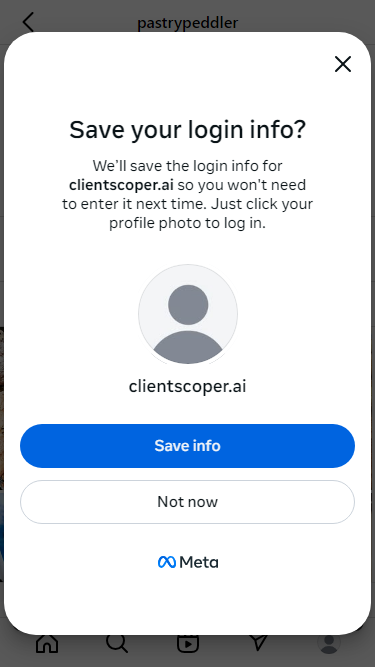 pastrypeddler
Save your login info?
We'll save the login info for
clientscoper.ai so you won't need
to enter it next time. Just click your
profile photo to log in.
clientscoper.ai
Save info
Not now
Meta